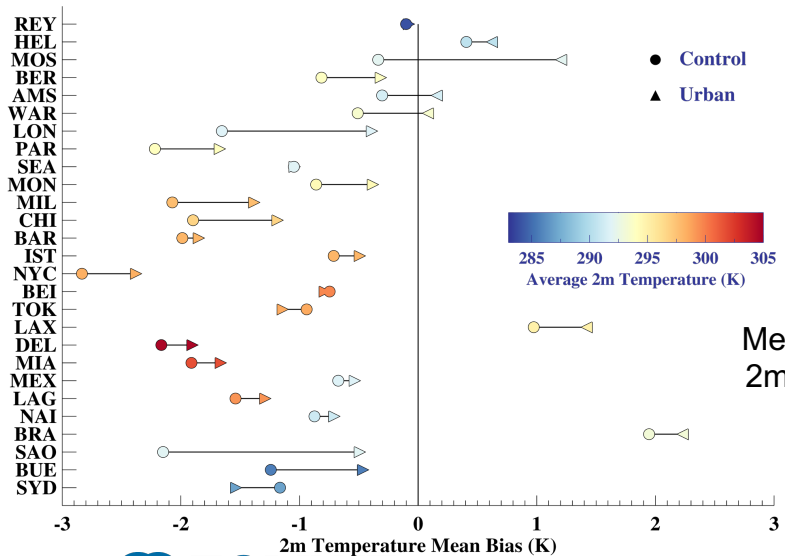 REY
HEL
MOS
BER
AMS
WAR
LON
PAR
SEA
MON
MIL
CHI
BAR
IST
NYC
BEI
TOK
LAX
DEL
MIA
MEX
LAG
NAI
BRA
SAO
BUE
SYD
Control
Urban
285 290 295 300 305
Average 2m Temperature (K)
Me
2m
-3 -2 -1 0 1 2 3
2m Temperature Mean Bias (K)